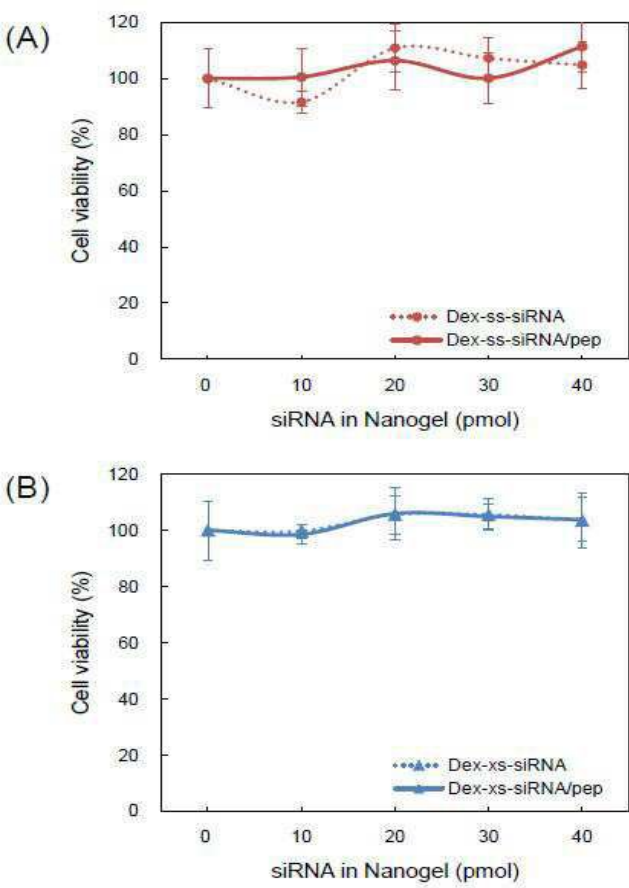 (A)
120
100
80
60
40
20
0
Cell viability (%)
Dex-ss-siRNA
Dex-ss-siRNA/pep
0 10 20 30 40
siRNA in Nanogel (pmol)
(B)
120
100
80
60
40
20
0
Cell viability (%)
Dex-xs-siRNA
Dex-xs-siRNA/pep
0 10 20 30 40
siRNA in Nanogel (pmol)